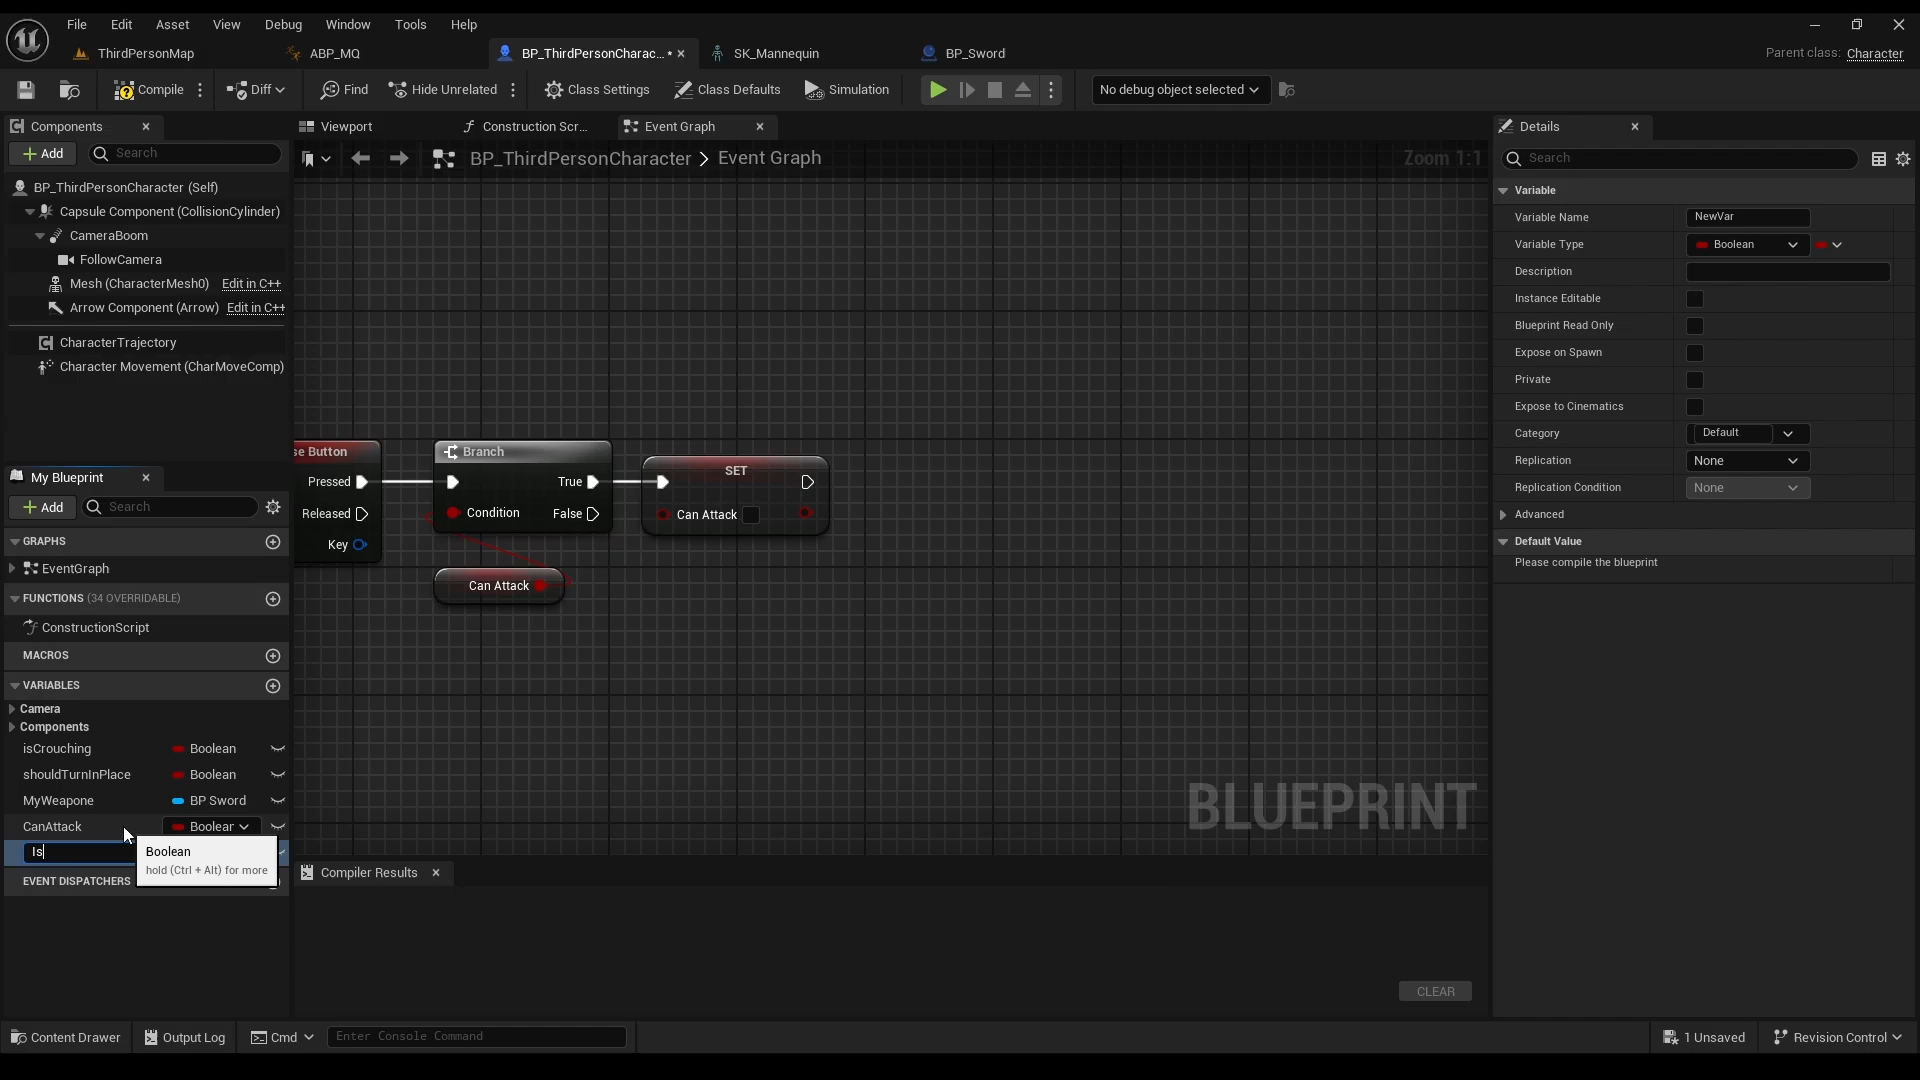 File Edit Asset View Debug Window Tools Help
ThirdPersonMap ABP_MQ BP_ThirdPersonCharac... • SK_Mannequin BP_Sword Parent class: Character
Compile Diff Find Hide Unrelated Class Settings Class Defaults Simulation No debug object selected
Components
Add Search
BP_ThirdPersonCharacter (Self)
Capsule Component (CollisionCylinder)
CameraBoom
FollowCamera
Mesh (CharacterMesh0) Edit in C++
Arrow Component (Arrow) Edit in C++
CharacterTrajectory
Character Movement (CharMoveComp)
My Blueprint
Add Search
GRAPHS
EventGraph
FUNCTIONS (34 OVERRIDABLE)
ConstructionScript
MACROS
VARIABLES
Camera
Components
isCrouching Boolean
shouldTurnInPlace Boolean
MyWeapone BP Sword
CanAttack Boolear
Is
Boolean
hold (Ctrl + Alt) for more
EVENT DISPATCHERS
Viewport Construction Scr... Event Graph
BP_ThirdPersonCharacter > Event Graph Zoom 1:1
se Button
Pressed
Released
Key
Branch
True
Condition False
SET
Can Attack
Can Attack
BLUEPRINT
Compiler Results
CLEAR
Details
Search
Variable
Variable Name NewVar
Variable Type Boolean
Description
Instance Editable
Blueprint Read Only
Expose on Spawn
Private
Expose to Cinematics
Category Default
Replication None
Replication Condition None
Advanced
Default Value
Please compile the blueprint
Content Drawer Output Log Cmd Enter Console Command 1 Unsaved Revision Control